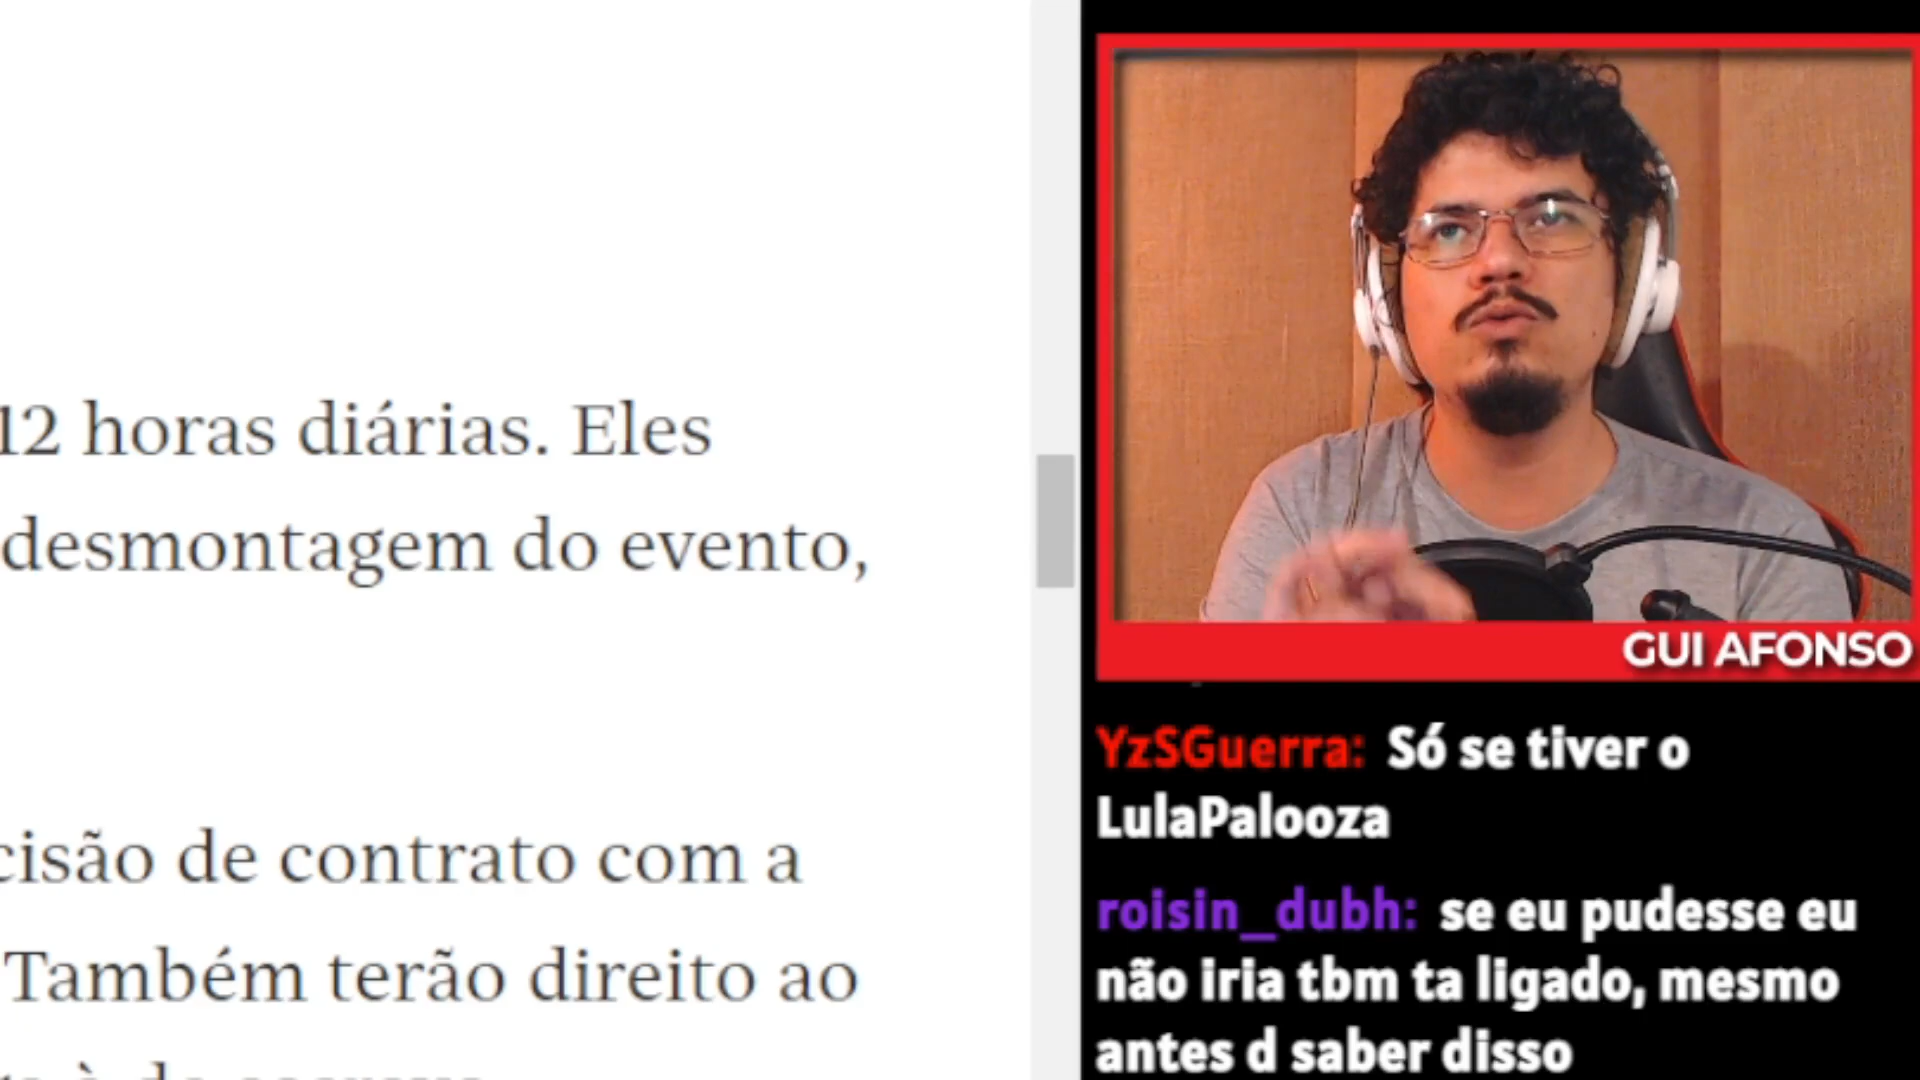 12 horas diárias. Eles
desmontagem do evento,
cisão de contrato com a
Também terão direito ao
GUI AFONSO
YzSGuerra: Só se tiver o
LulaPalooza
roisin_dubh: se eu pudesse eu
não iria tbm ta ligado, mesmo
antes d saber disso